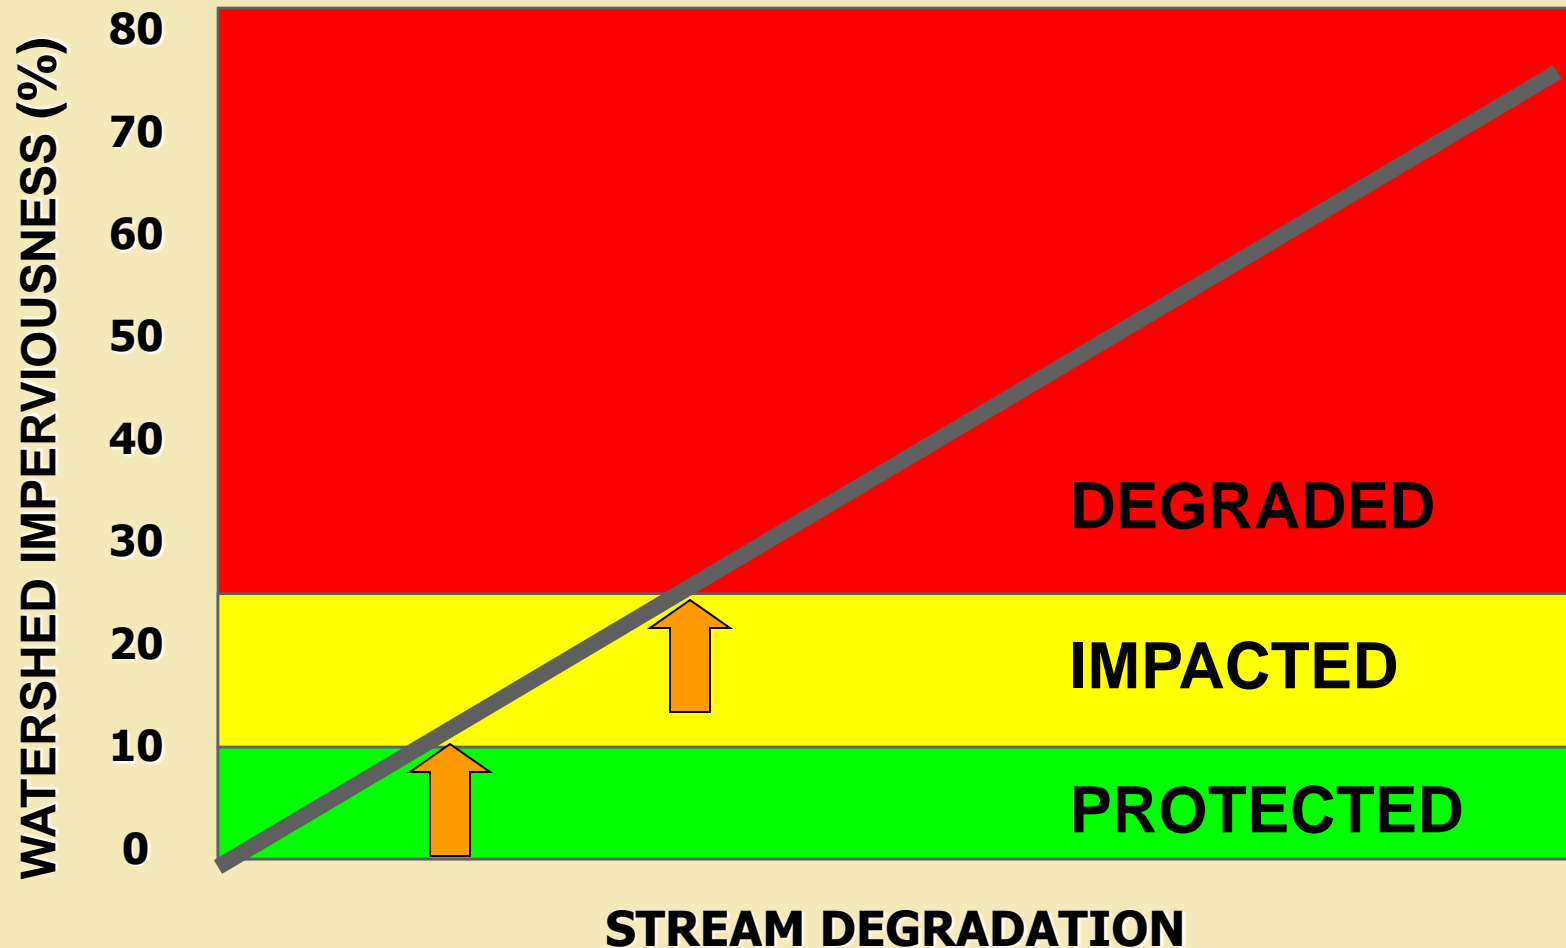 WATERSHED IMPERVIOUSNESS (%)
80
70
60
50
40
30
20
10
0
DEGRADED
IMPACTED
PROTECTED
STREAM DEGRADATION